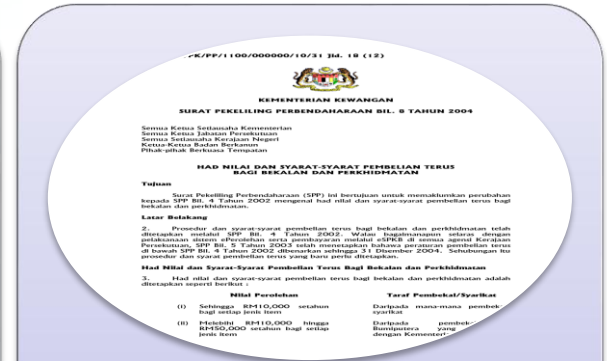 PK/PP/1100/000000/10/31 Jld. 18 (12)
KEMENTERIAN KEWANGAN
SURAT PEKELILING PERBENDAHARAAN BIL. 8 TAHUN 2004
Semua Ketua Setiausaha Kementerian
Semua Ketua Jabatan Persekutuan
Semua Setiausaha Kerajaan Negeri
Ketua-Ketua Badan Berkanun
Pihak-pihak Berkuasa Tempatan
HAD NILAI DAN SYARAT-SYARAT PEMBELIAN TERUS
BAGI BEKALAN DAN PERKHIDMATAN
Tujuan
Surat Pekeliling Perbendaharaan (SPP) ini bertujuan untuk memaklumkan perubahan
kepada SPP Bil. 4 Tahun 2002 mengenai had nilai dan syarat-syarat pembelian terus bagi
bekalan dan perkhidmatan.
Latar Belakang
2. Prosedur dan syarat-syarat pembelian terus bagi bekalan dan perkhidmatan telah
ditetapkan melalui SPP Bil. 4 Tahun 2002. Walau bagaimanapun selaras dengan
pelaksanaan sistem ePerolehan serta pembayaran melalui eSPKB di semua agensi Kerajaan
Persekutuan, SPP Bil. 5 Tahun 2003 telah menetapkan bahawa peraturan pembelian terus
di bawah SPP Bil. 4 Tahun 2002 dibenarkan sehingga 31 Disember 2004. Sehubungan itu
prosedur dan syarat pembelian terus yang baru perlu ditetapkan.
Had Nilai dan Syarat-Syarat Pembelian Terus Bagi Bekalan dan Perkhidmatan
3. Had nilai dan syarat-syarat pembelian terus bagi bekalan dan perkhidmatan adalah
ditetapkan seperti berikut :
Nilai Perolehan Taraf Pembekal/Syarikat
(i) Sehingga RM10,000 setahun Daripada mana-mana
bagi setiap jenis item syarikat
(ii) Melebihi RM10,000 hingga Daripada
RM50,000 setahun bagi setiap Bumiputera yang
jenis item dengan